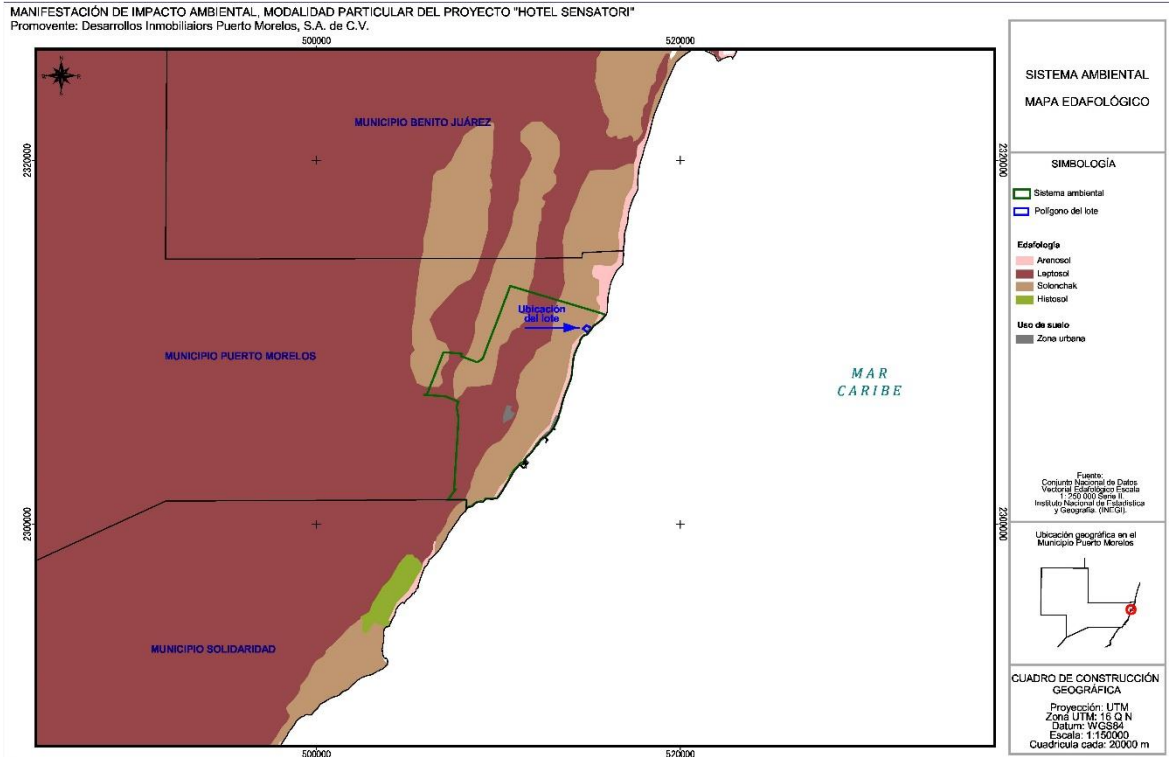 MANIFESTACIÓN DE IMPACTO AMBIENTAL, MODALIDAD PARTICULAR DEL PROYECTO "HOTEL SENSATORI"
Promovente: Desarrollos Inmobiliaiors Puerto Morelos, S.A. de C.V.
500000
520000
MUNICIPIO BENITO JUÁREZ
2320000
2320000
Ubicación
del lote
MUNICIPIO PUERTO MORELOS
MAR
CARIBE
2300000
2300000
MUNICIPIO SOLIDARIDAD
500000
520000
SISTEMA AMBIENTAL
MAPA EDAFOLÓGICO
SIMBOLOGÍA
Sistema ambiental
Polígono del lote
Edafología
Arenosol
Leptosol
Solonchak
Histosol
Uso de suelo
Zona urbana
Fuente:
Conjunto Nacional de Datos
Vectorial Edafológico Escala
1: 250 000 Serie II.
Instituto Nacional de Estadística
y Geografía. (INEGI).
Ubicación geográfica en el
Municipio Puerto Morelos
CUADRO DE CONSTRUCCIÓN
GEOGRÁFICA
Proyección: UTM
Zona UTM: 16 Q N
Datum: WGS84
Escala: 1:150000
Cuadrícula cada: 20000 m